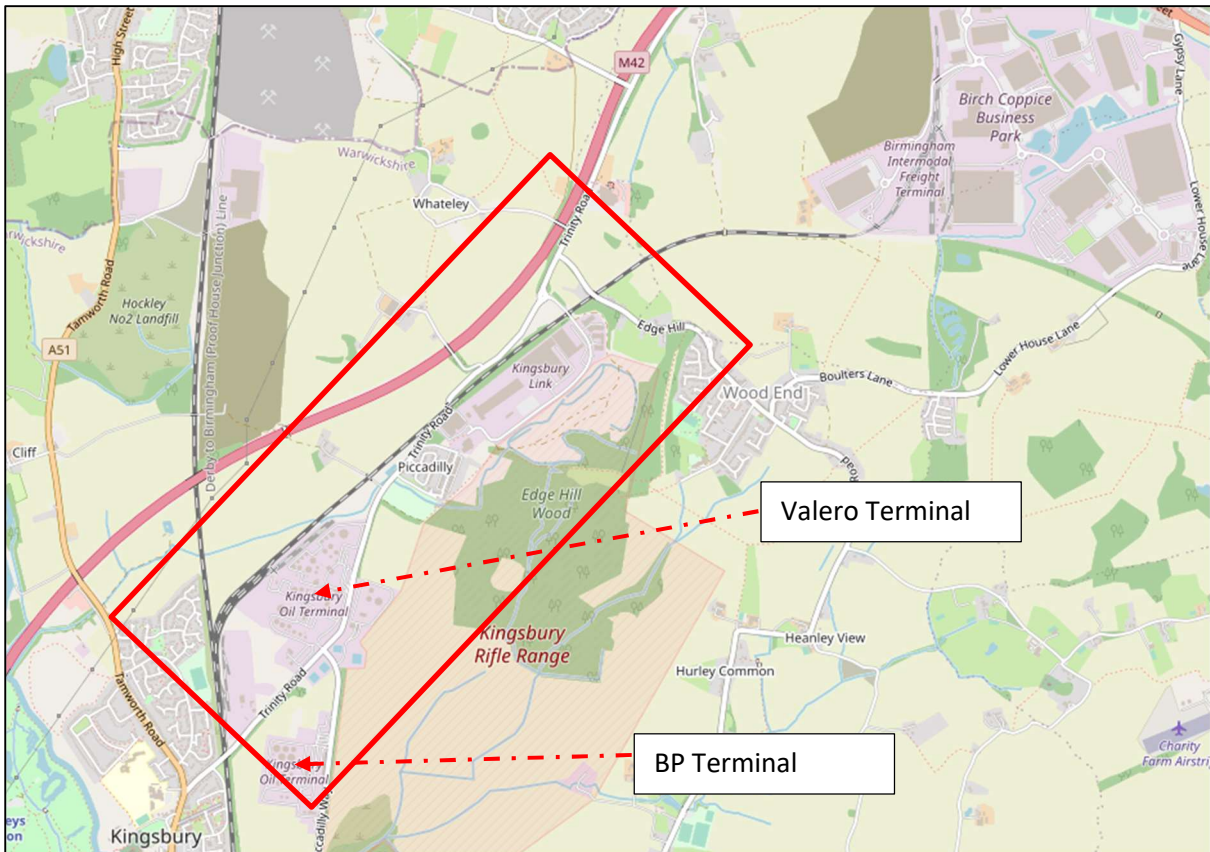 High Street
M42
Street
Gypsy Lane
Birch Coppice
Business
Park
Birmingham
Intermodal
Freight
Terminal
Warwickshire
Whateley
Trinity Road
Lower House Lane
Derby to Birmingham (Proof House Junction) Line
Tamworth Road
Hockley
No2 Landfill
A51
Edge Hill
Kingsbury
Link
Lower House Lane
Boulters Lane
Wood End
Trinity Road
Cliff
Piccadilly
Road
Edge Hill
Wood
Valero Terminal
Kingsbury
Oil Terminal
Kingsbury
Rifle Range
Heanley View
Hurley Common
Tamworth Road
Trinity Road
Kingsbury
Oil Terminal
BP Terminal
Charity
Farm Airstrip
Kingsbury